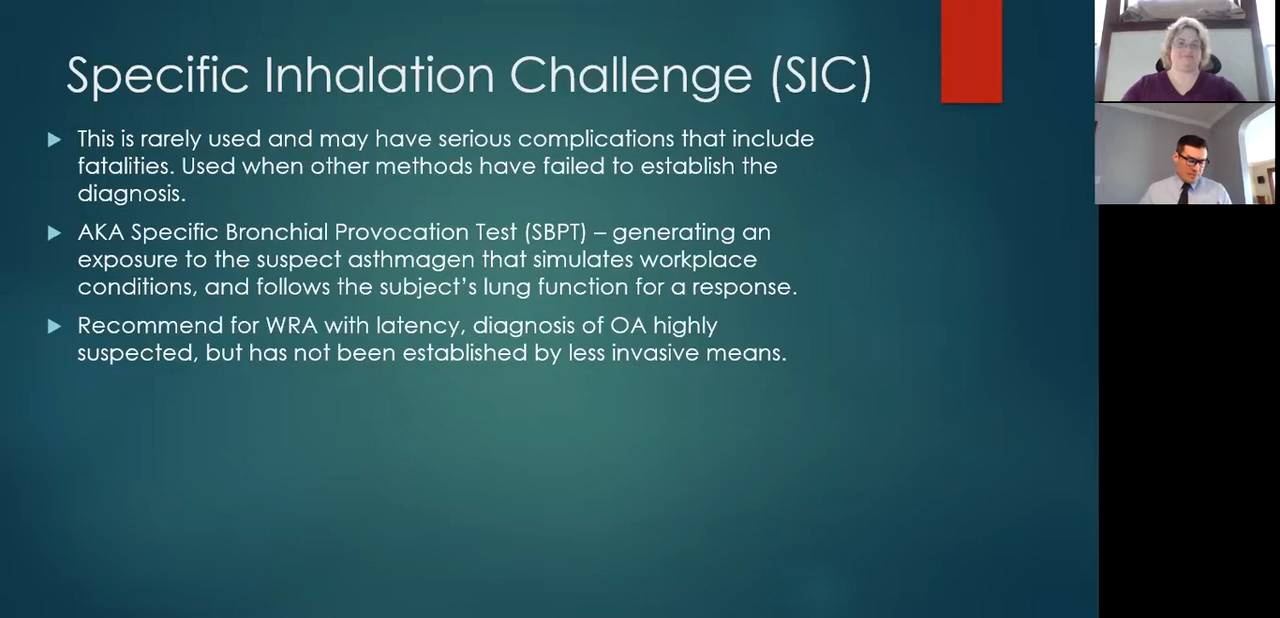 Specific Inhalation Challenge (SIC)
This is rarely used and may have serious complications that include
fatalities. Used when other methods have failed to establish the
diagnosis.
AKA Specific Bronchial Provocation Test (SBPT) – generating an
exposure to the suspect asthmagen that simulates workplace
conditions, and follows the subject’s lung function for a response.
Recommend for WRA with latency, diagnosis of OA highly
suspected, but has not been established by less invasive means.